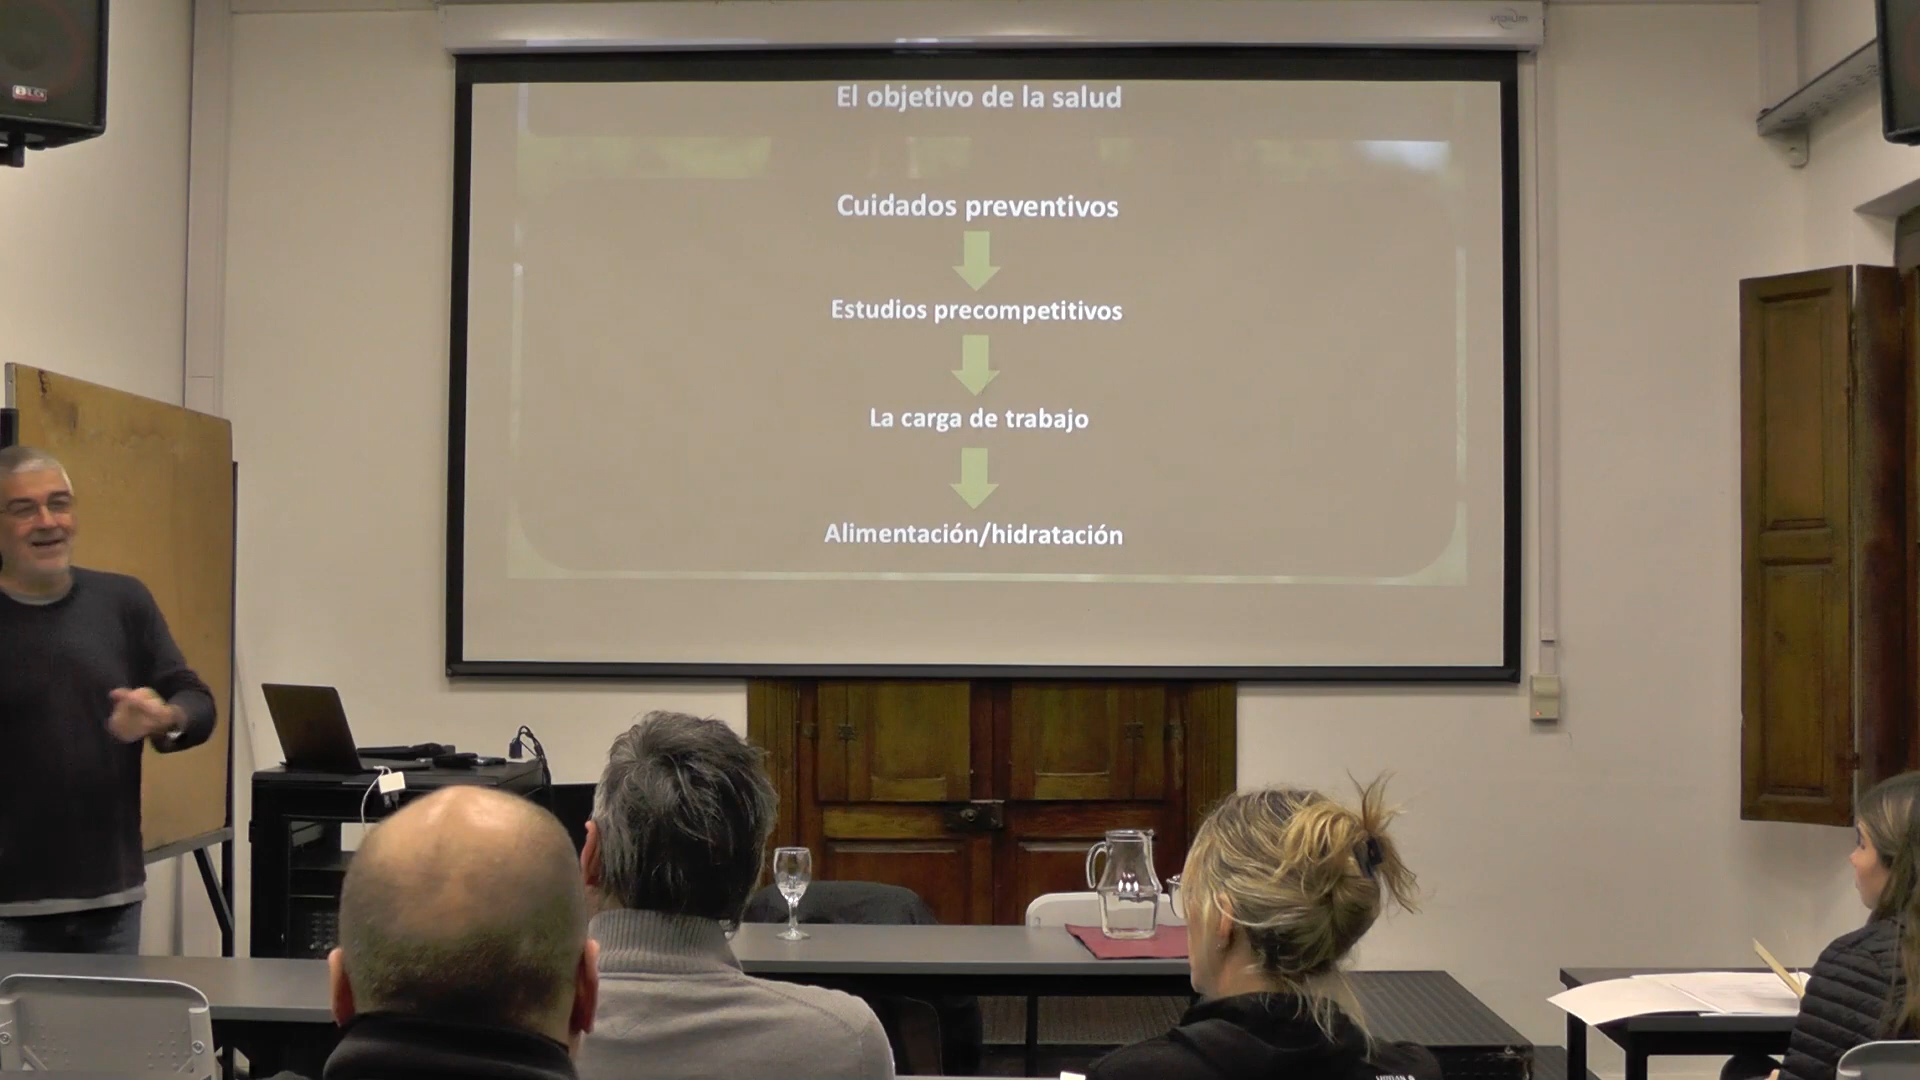 El objetivo de la salud
Cuidados preventivos
Estudios precompetitivos
La carga de trabajo
Alimentación/hidratación